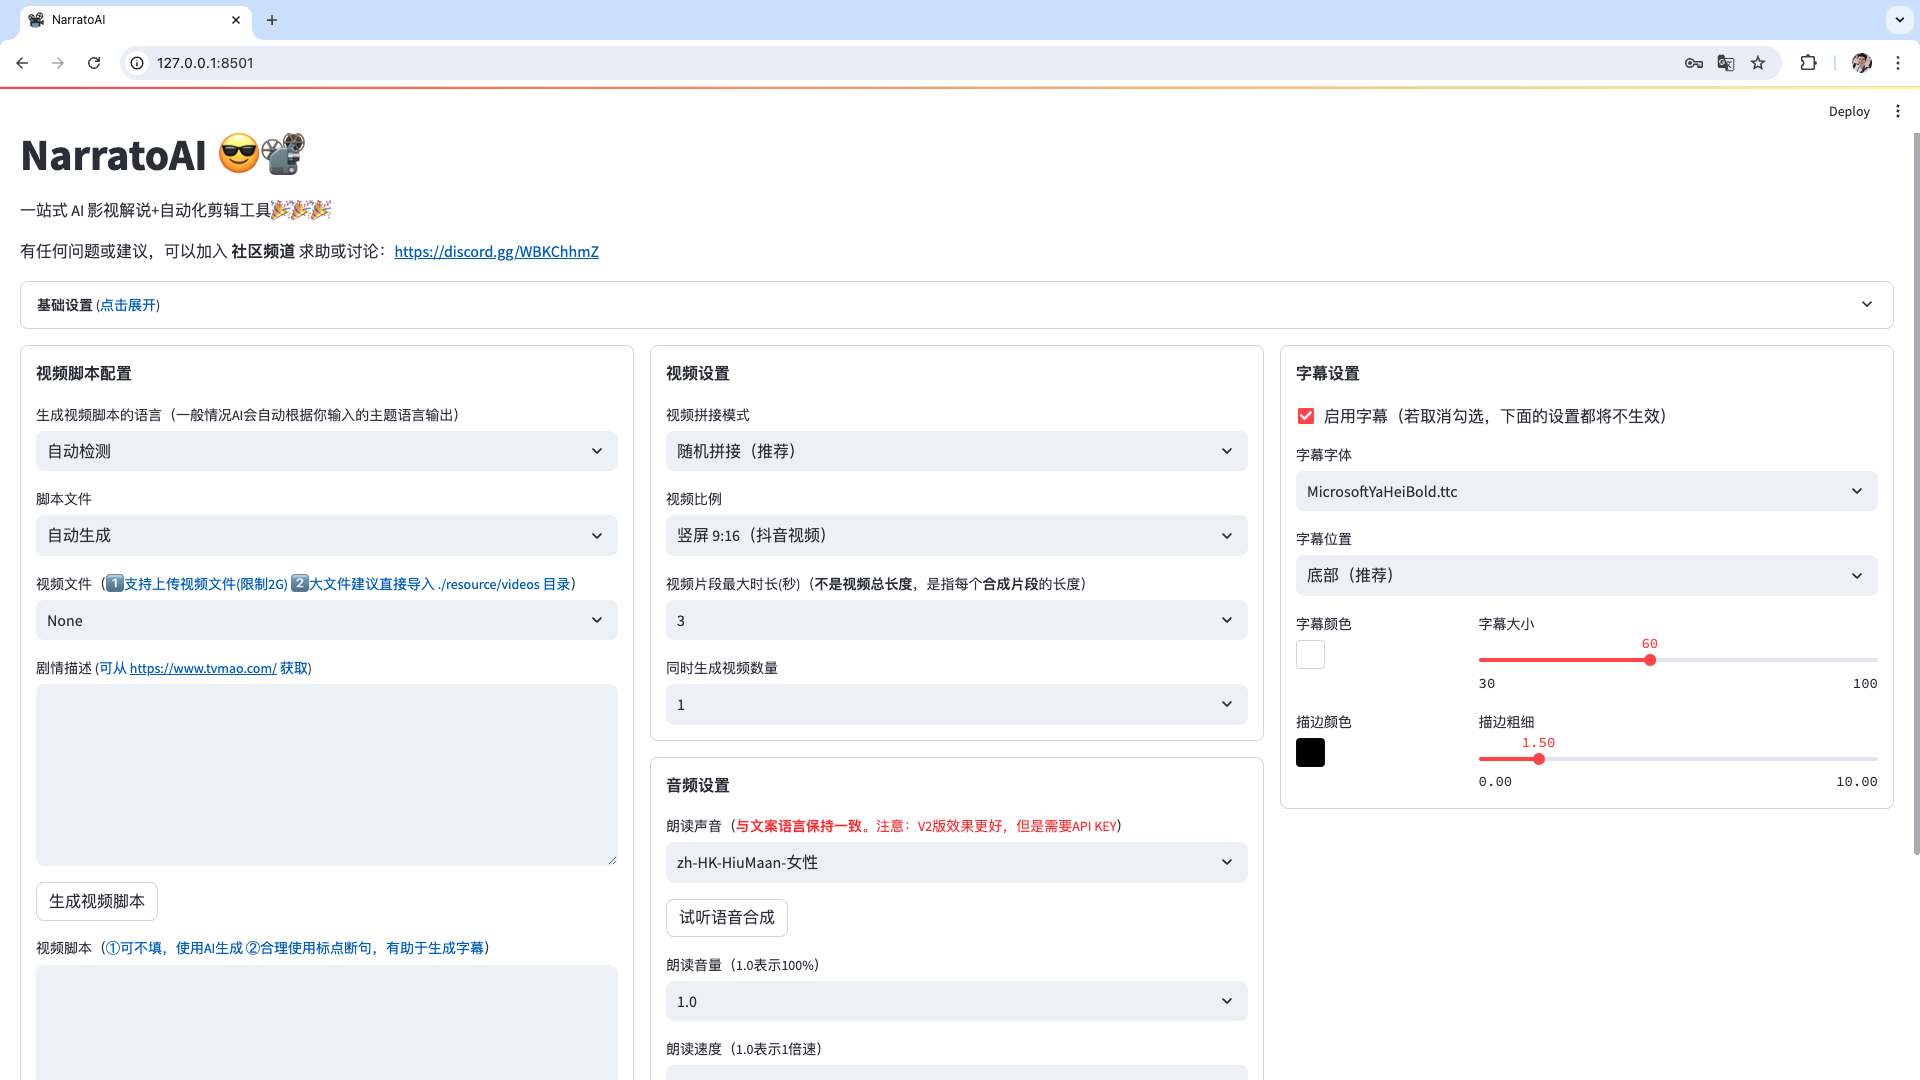 NarratoAI
127.0.0.1:8501
Deploy
NarratoAI 😎📽️
一站式 AI 影视解说+自动化剪辑工具🎉🎉🎉
有任何问题或建议，可以加入 社区频道 求助或讨论：https://discord.gg/WBKChhmZ
基础设置 (点击展开)
视频脚本配置
生成视频脚本的语言（一般情况AI会自动根据你输入的主题语言输出）
自动检测
脚本文件
自动生成
视频文件（1️⃣支持上传视频文件(限制2G) 2️⃣大文件建议直接导入 ./resource/videos 目录）
None
剧情描述 (可从 https://www.tvmao.com/ 获取)
生成视频脚本
视频脚本（①可不填，使用AI生成 ②合理使用标点断句，有助于生成字幕）
视频设置
视频拼接模式
随机拼接（推荐）
视频比例
竖屏 9:16（抖音视频）
视频片段最大时长(秒)（不是视频总长度，是指每个合成片段的长度）
3
同时生成视频数量
1
音频设置
朗读声音（与文案语言保持一致。注意：V2版效果更好，但是需要API KEY）
zh-HK-HiuMaan-女性
试听语音合成
朗读音量（1.0表示100%）
1.0
朗读速度（1.0表示1倍速）
字幕设置
启用字幕（若取消勾选，下面的设置都将不生效）
字幕字体
MicrosoftYaHeiBold.ttc
字幕位置
底部（推荐）
字幕颜色
字幕大小
60
30 100
描边颜色
描边粗细
1.50
0.00 10.00